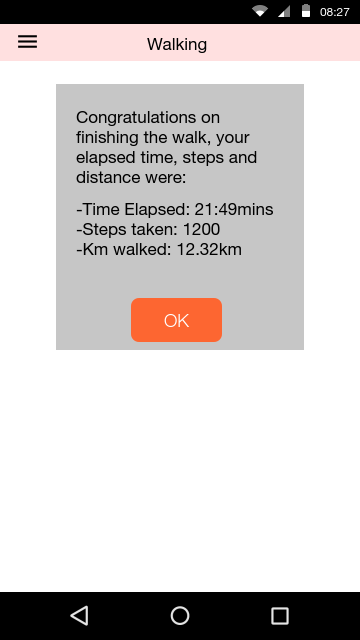 08:27
Walking
Congratulations on
finishing the walk, your
elapsed time, steps and
distance were:
-Time Elapsed: 21:49mins
-Steps taken: 1200
-Km walked: 12.32km
OK